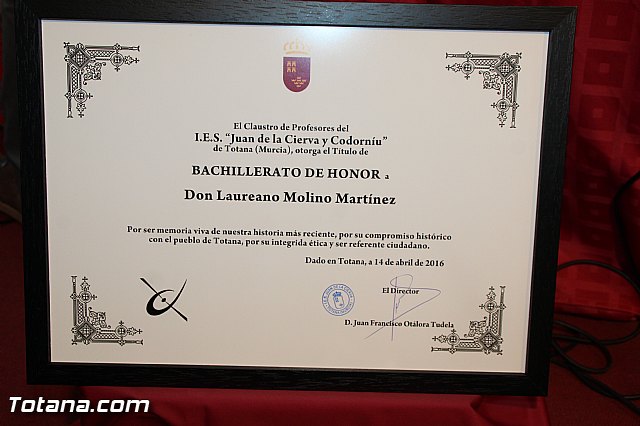 El Claustro de Profesores del
I.E.S. “Juan de la Cierva y Codorníu”
de Totana (Murcia), otorga el Título de
BACHILLERATO DE HONOR a
Don Laureano Molino Martínez
Por ser memoria viva de nuestra historia más reciente, por su compromiso histórico
con el pueblo de Totana, por su integrida ética y ser referente ciudadano.
Dado en Totana, a 14 de abril de 2016
El Director
D. Juan Francisco Otálora Tudela
Totana.com